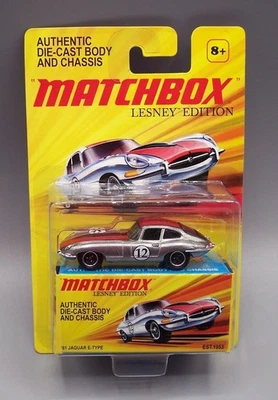 AUTHENTIC
DIE-CAST BODY
AND CHASSIS
8+
"MATCHBOX"
LESNEY EDITION
12
MATCHBOX
LESNEY EDITION
AUTHENTIC
DIE-CAST BODY
AND CHASSIS
'61 JAGUAR E-TYPE
EST.1953